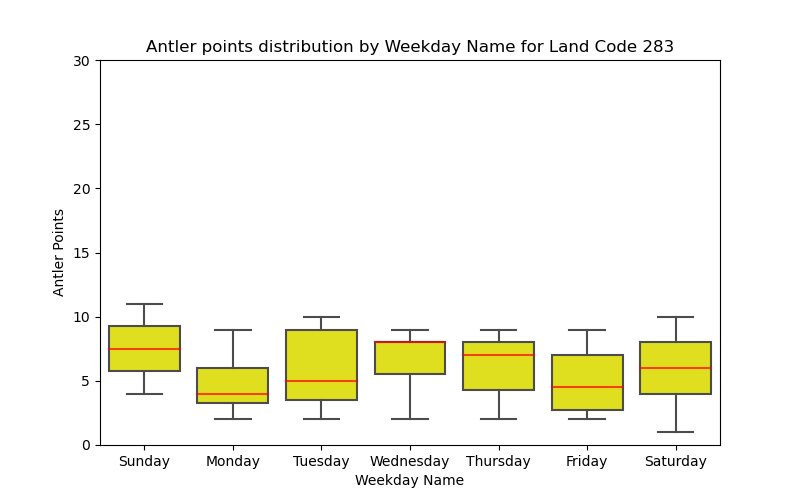 Antler points distribution by Weekday Name for Land Code 283
30
25
20
15
10
5
0
Antler Points
Sunday Monday Tuesday Wednesday Thursday Friday Saturday
Weekday Name